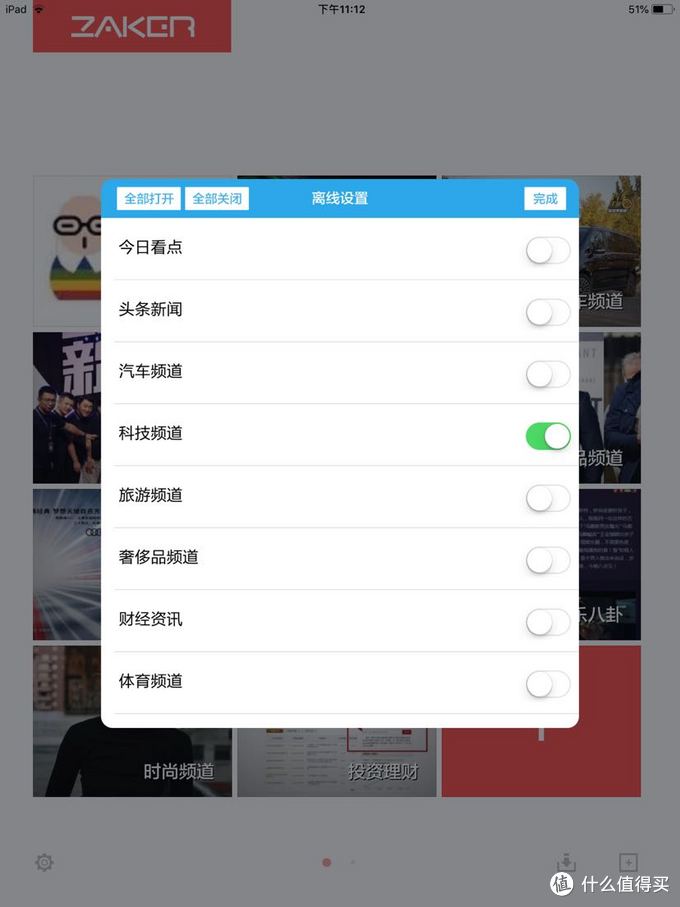 iPad 下午11:12 51%
ZAKER
全部打开 全部关闭 离线设置 完成
今日看点
头条新闻
汽车频道
科技频道
旅游频道
奢侈品频道
财经资讯
体育频道
车频道
品频道
乐八卦
时尚频道
投资理财
值 什么值得买